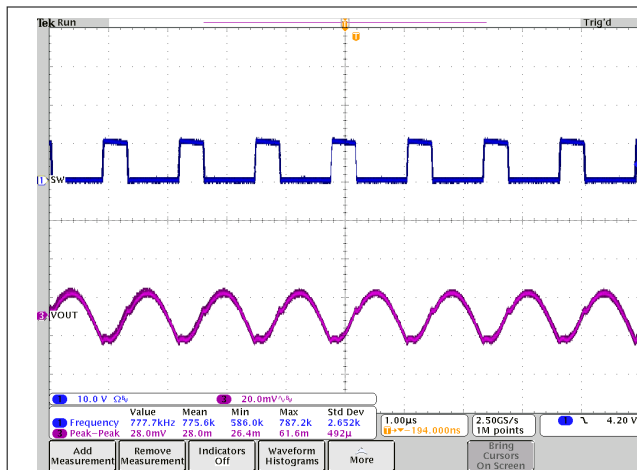 Tek Run Trig'd
T
T
1 SW
3 VOUT
1 10.0 V Ω 3 20.0mV
Value Mean Min Max Std Dev
1 Frequency 777.7kHz 775.6k 586.0k 787.2k 2.652k
3 Peak-Peak 28.0mV 28.0m 26.4m 61.6m 492µ
1.00µs
T→▼-194.000ns
2.50GS/s
1M points
1 4.20 V
Add Measurement
Remove Measurement
Indicators Off
Waveform Histograms
More
Bring Cursors On Screen